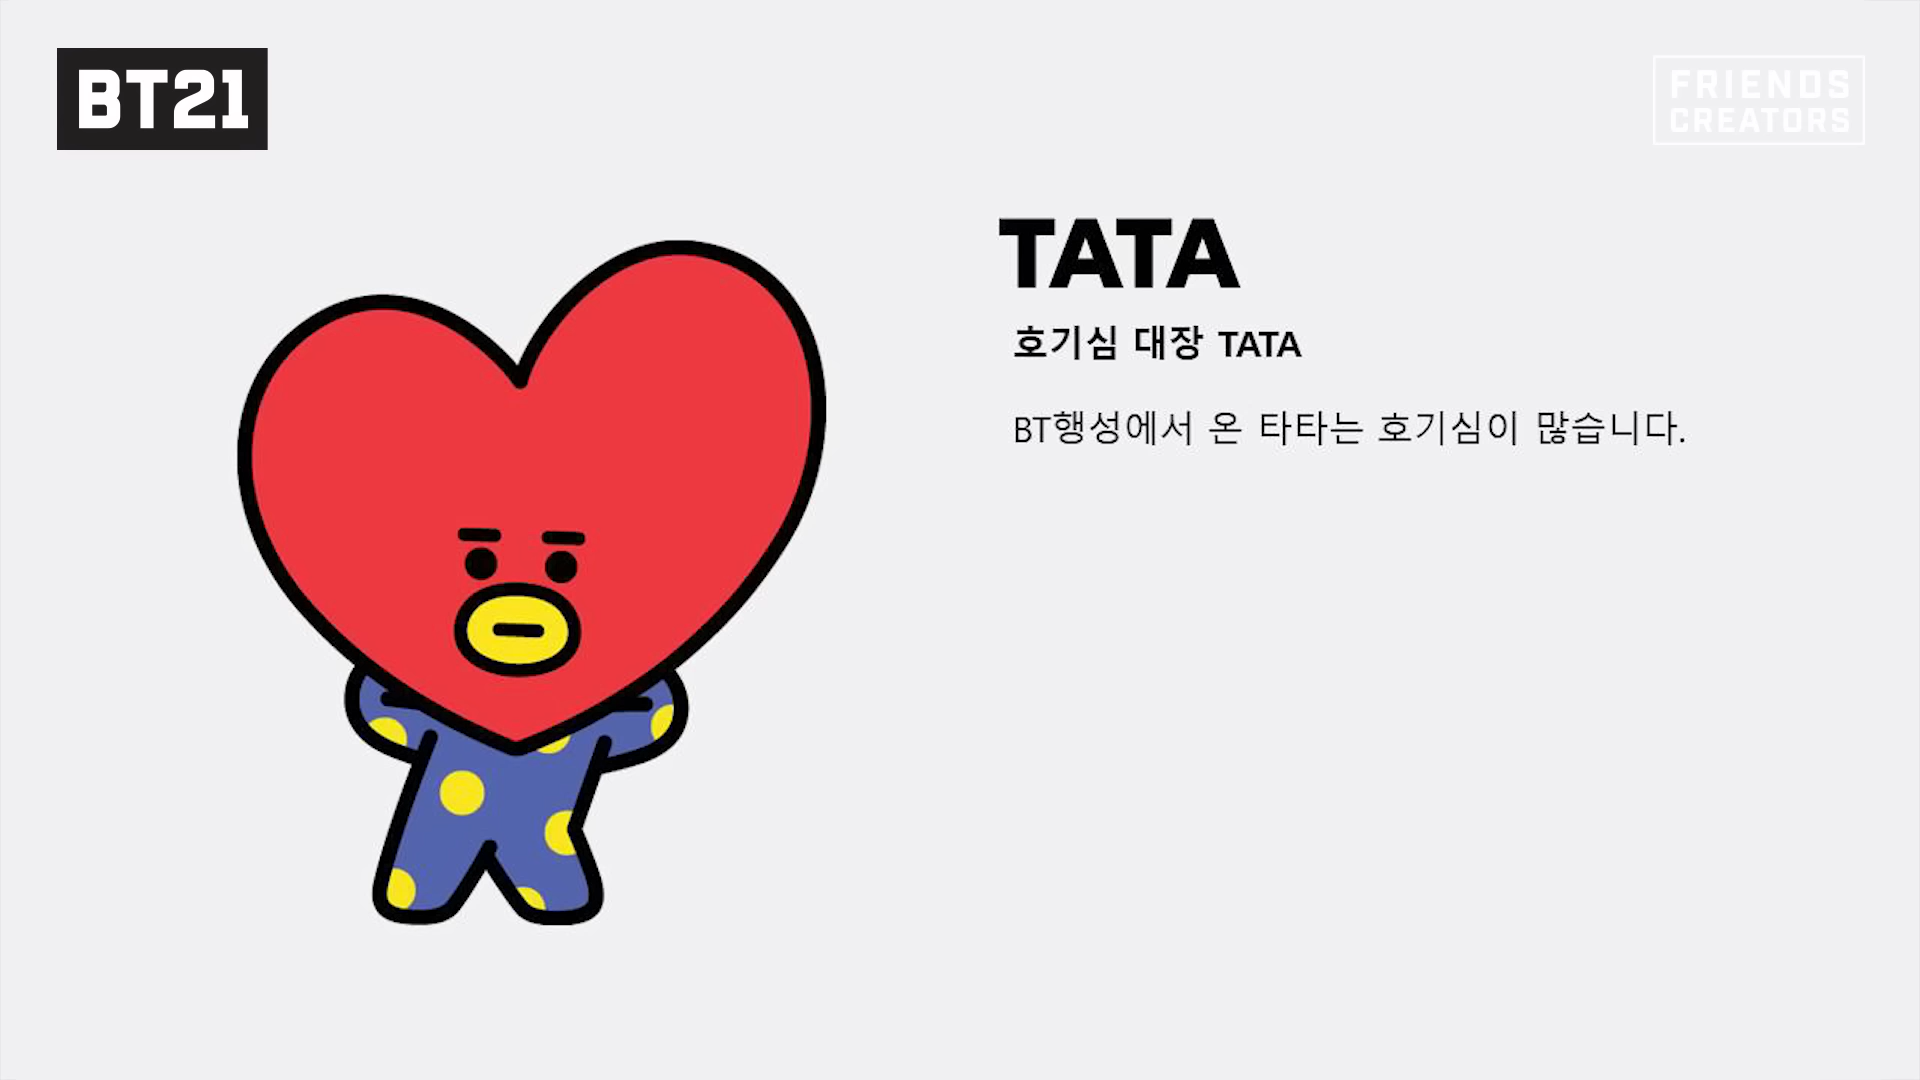 BT21
FRIENDS
CREATORS
TATA
호기심 대장 TATA
BT행성에서 온 타타는 호기심이 많습니다.